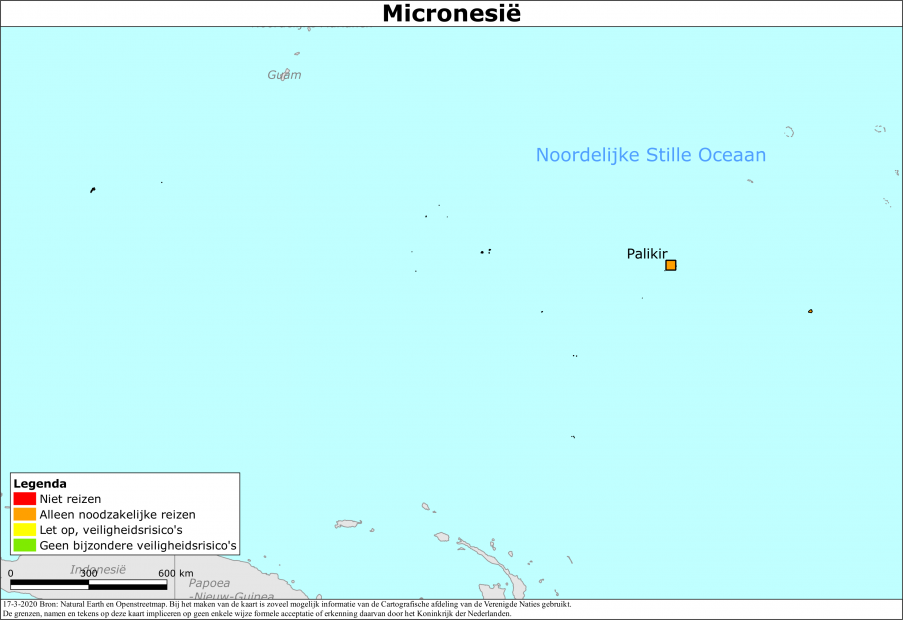 Micronesië
Guam
Noordelijke Stille Oceaan
Palikir
Legenda
Niet reizen
Alleen noodzakelijke reizen
Let op, veiligheidsrisico's
Geen bijzondere veiligheidsrisico's
Indonesië
0 300 600 km
Papoea
-Nieuw-Guinea
17-3-2020 Bron: Natural Earth en Openstreetmap. Bij het maken van de kaart is zoveel mogelijk informatie van de Cartografische afdeling van de Verenigde Naties gebruikt.
De grenzen, namen en tekens op deze kaart impliceren op geen enkele wijze formele acceptatie of erkenning daarvan door het Koninkrijk der Nederlanden.